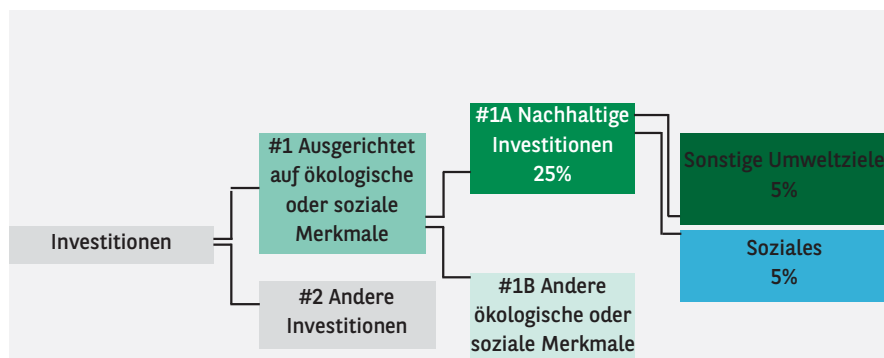 Investitionen
#1 Ausgerichtet
auf ökologische
oder soziale
Merkmale
#2 Andere
Investitionen
#1A Nachhaltige
Investitionen
25%
#1B Andere
ökologische oder
soziale Merkmale
Sonstige Umweltziele
5%
Soziales
5%